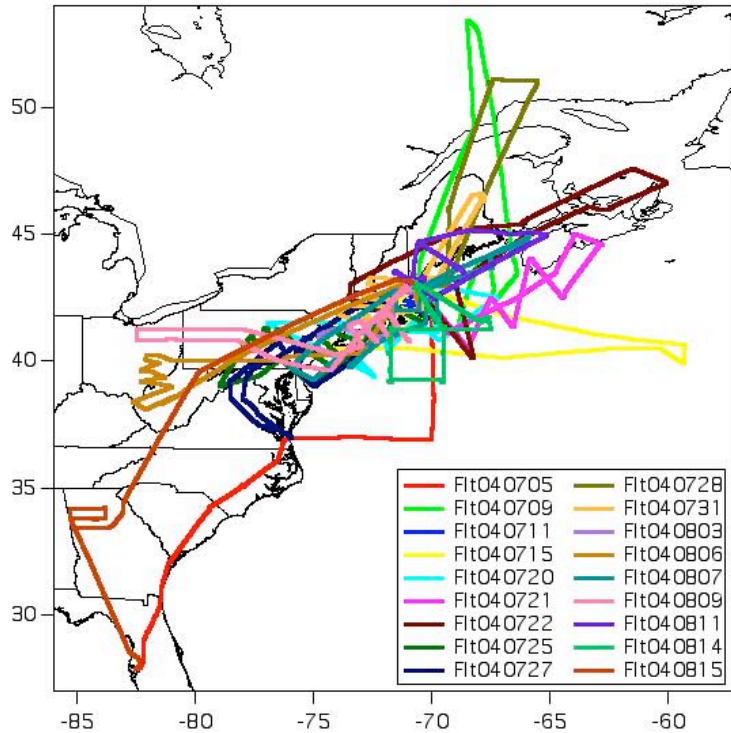 50
45
40
35
30
-85 -80 -75 -70 -65 -60
Flt040705 Flt040728
Flt040709 Flt040731
Flt040711 Flt040803
Flt040715 Flt040806
Flt040720 Flt040807
Flt040721 Flt040809
Flt040722 Flt040811
Flt040725 Flt040814
Flt040727 Flt040815